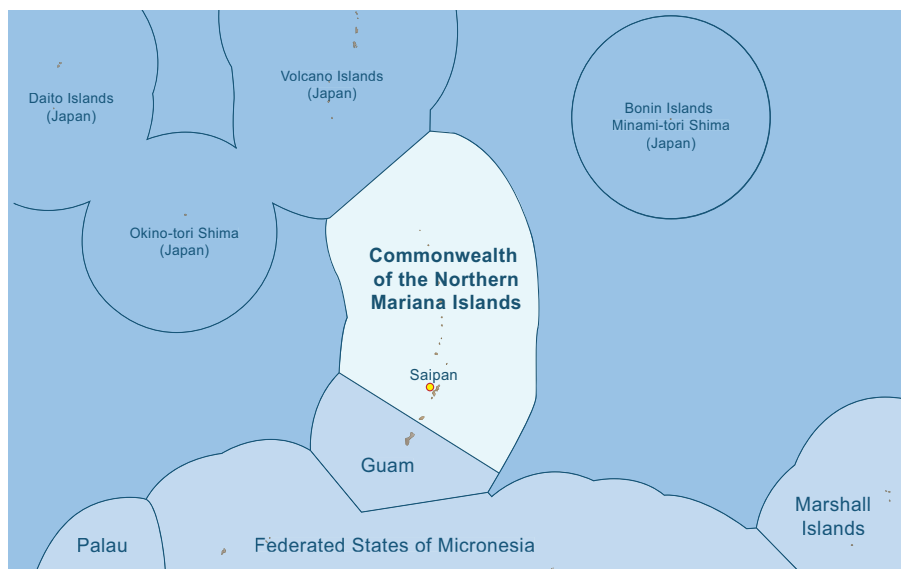 Volcano Islands
(Japan)
Daito Islands
(Japan)
Bonin Islands
Minami-tori Shima
(Japan)
Okino-tori Shima
(Japan)
Commonwealth
of the Northern
Mariana Islands
Saipan
Guam
Marshall
Islands
Palau
Federated States of Micronesia